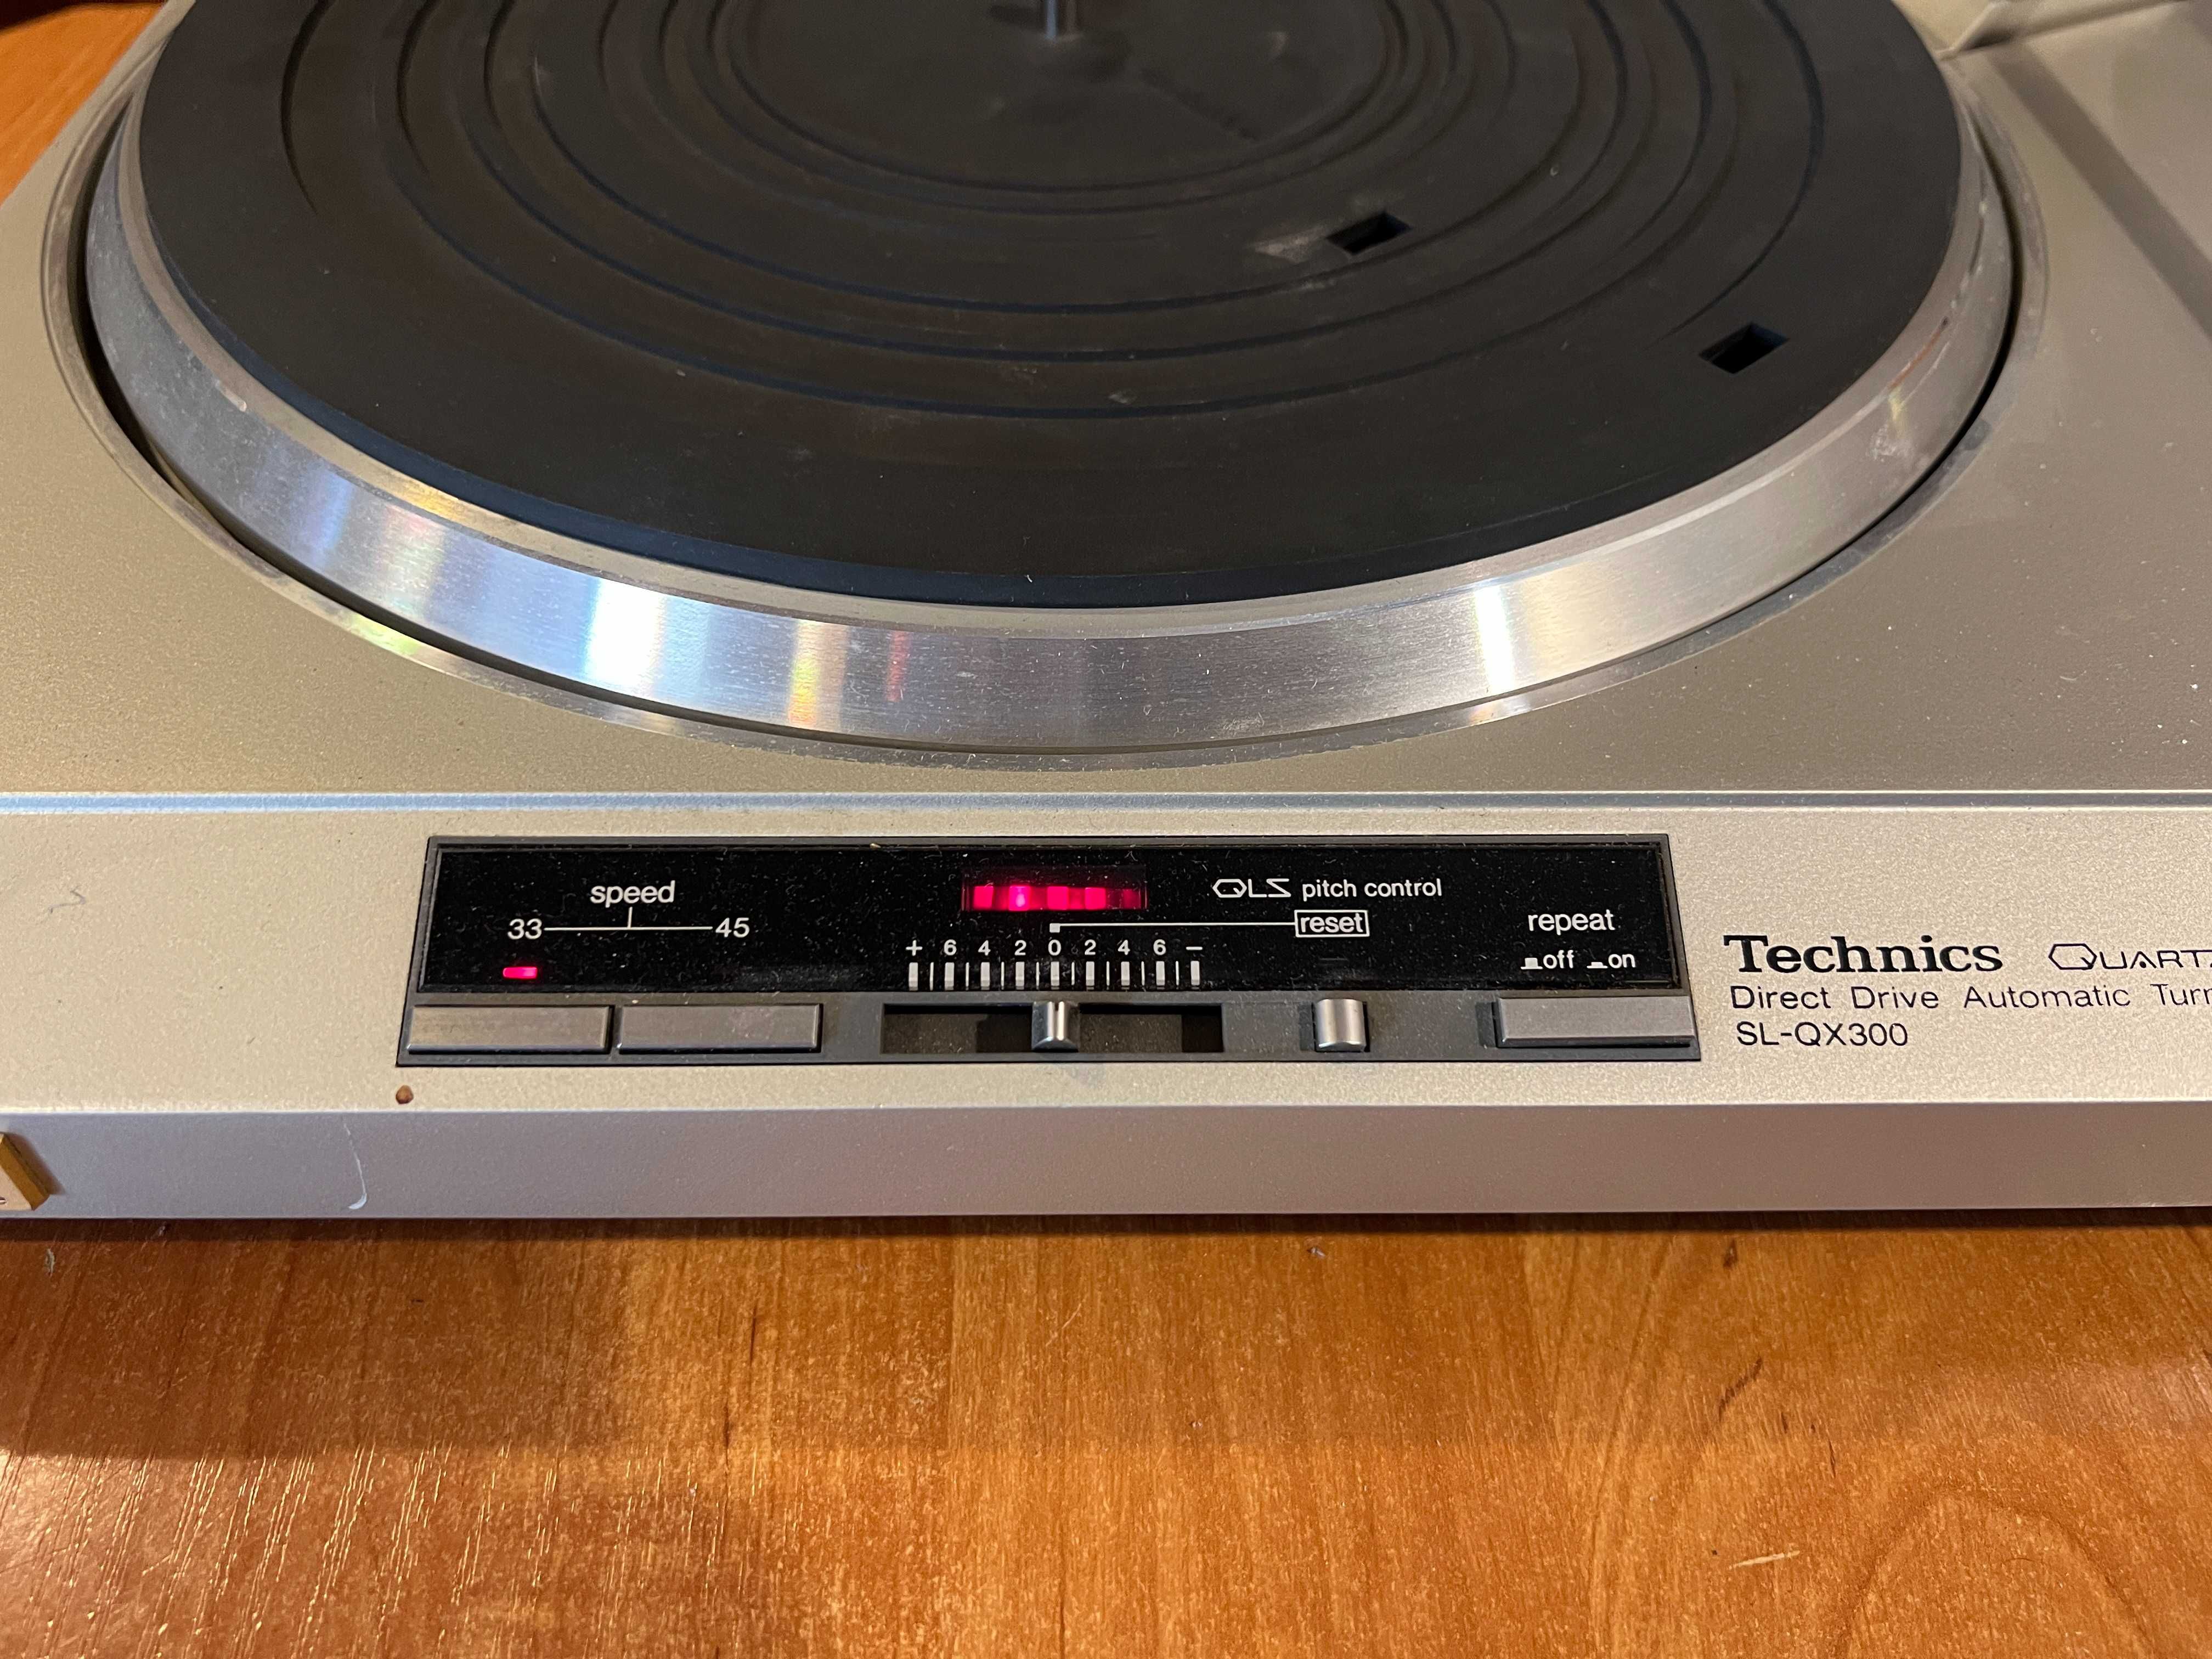 speed
33 45
QLS pitch control
reset
+ 6 4 2 0 2 4 6 −
repeat
off on
Technics
Direct Drive Automatic
SL-QX300